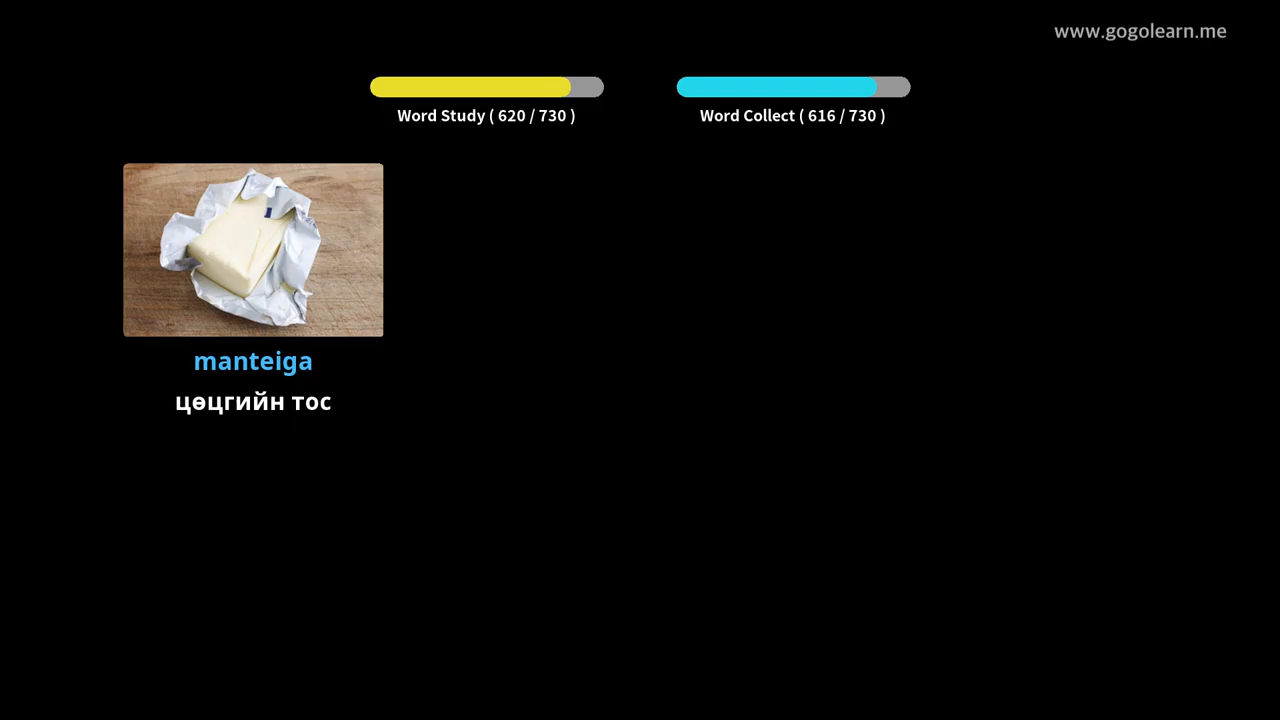 www.gogolearn.me
Word Study ( 620 / 730 )
Word Collect ( 616 / 730 )
manteiga
цөцгийн тос